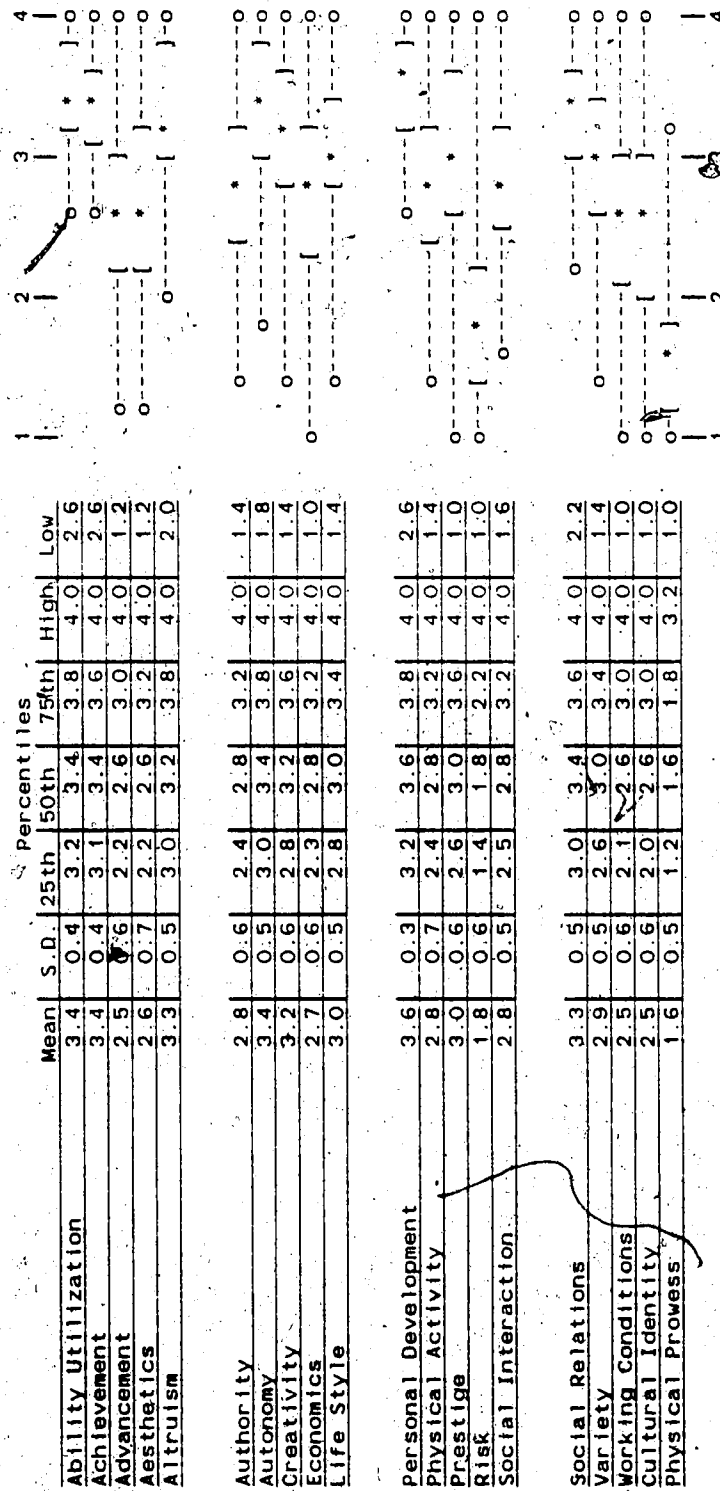 Percentiles
Mean S.D. 25th 50th 75th High Low 1 2 3 4
Ability Utilization 3.4 0.4 3.2 3.4 3.8 4.0 2.6 o-----[ * ]-o
Achievement 3.4 0.4 3.1 3.4 3.6 4.0 2.6 o----[ * ]---o
Advancement 2.5 0.6 2.2 2.6 3.0 4.0 1.2 o---------[ * ]---------o
Aesthetics 2.6 0.7 2.2 2.6 3.2 4.0 1.2 o---------[ * ]-------o
Altruism 3.3 0.5 3.0 3.2 3.8 4.0 2.0 o---------[ * ]-o
Authority 2.8 0.6 2.4 2.8 3.2 4.0 1.4 o---------[ * ]-------o
Autonomy 3.4 0.5 3.0 3.4 3.8 4.0 1.8 o-----------[ * ]-o
Creativity 3.2 0.6 2.8 3.2 3.6 4.0 1.4 o-------------[ * ]---o
Economics 2.7 0.6 2.3 2.8 3.2 4.0 1.0 o------------[ * ]-------o
Life Style 3.0 0.5 2.8 3.0 3.4 4.0 1.4 o-------------[ * ]-----o
Personal Development 3.6 0.3 3.2 3.6 3.8 4.0 2.6 o-----[ * ]-o
Physical Activity 2.8 0.7 2.4 2.8 3.2 4.0 1.4 o---------[ * ]-------o
Prestige 3.0 0.6 2.6 3.0 3.6 4.0 1.0 o---------------[ * ]---o
Risk 1.8 0.6 1.4 1.8 2.2 4.0 1.0 o---[ * ]-----------------o
Social Interaction 2.8 0.5 2.5 2.8 3.2 4.0 1.6 o--------[ * ]-------o
Social Relations 3.3 0.5 3.0 3.4 3.6 4.0 2.2 o-------[ * ]---o
Variety 2.9 0.5 2.6 3.0 3.4 4.0 1.4 o-----------[ * ]-----o
Working Conditions 2.5 0.6 2.1 2.6 3.0 4.0 1.0 o----------[ * ]---------o
Cultural Identity 2.5 0.6 2.0 2.6 3.0 4.0 1.0 o---------[ * ]---------o
Physical Prowess 1.6 0.5 1.2 1.6 1.8 3.2 1.0 o-[ * ]-------------o
1 2 3 4